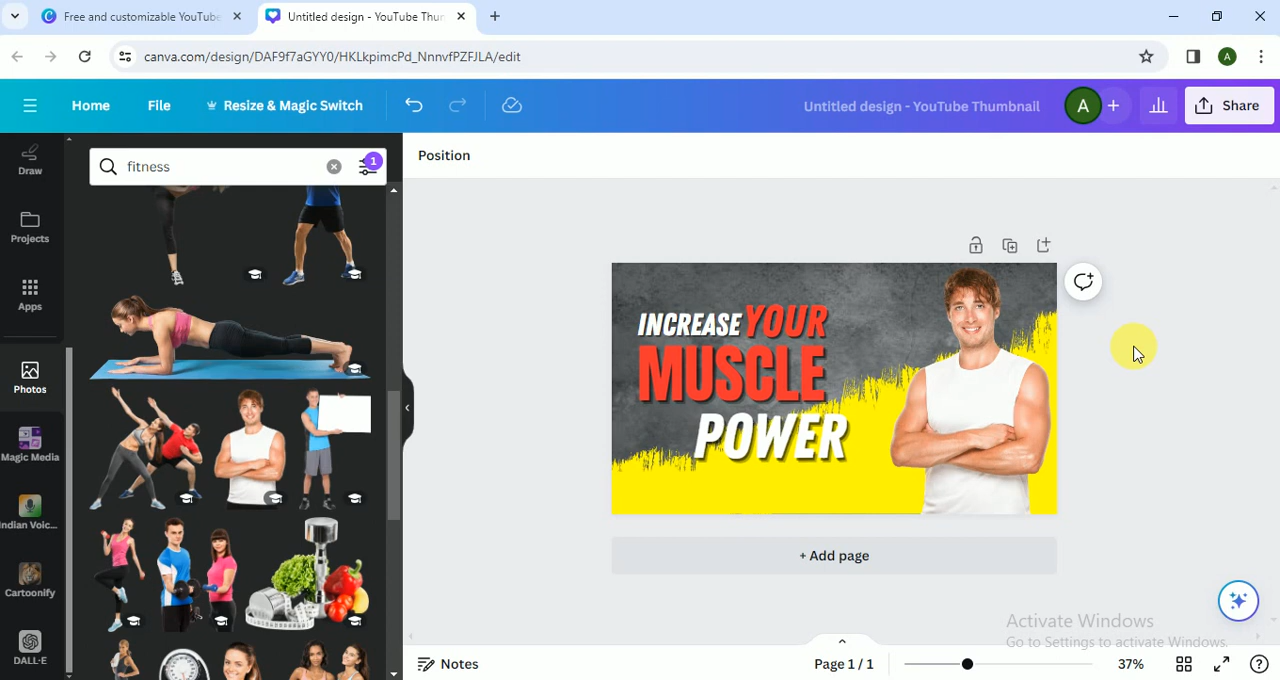 Free and customizable YouTube
Untitled design - YouTube Thun
canva.com/design/DAF9f7aGYY0/HKLkpimcPd_NnnvfPZFJLA/edit
A
Home
File
Resize & Magic Switch
Untitled design - YouTube Thumbnail
A
Share
Draw
Projects
Apps
Photos
Magic Media
Indian Voic...
Cartoonify
DALL·E
fitness
1
Position
INCREASE YOUR
MUSCLE
POWER
+ Add page
Activate Windows
Go to Settings to activate Windows.
Notes
Page 1 / 1
37%